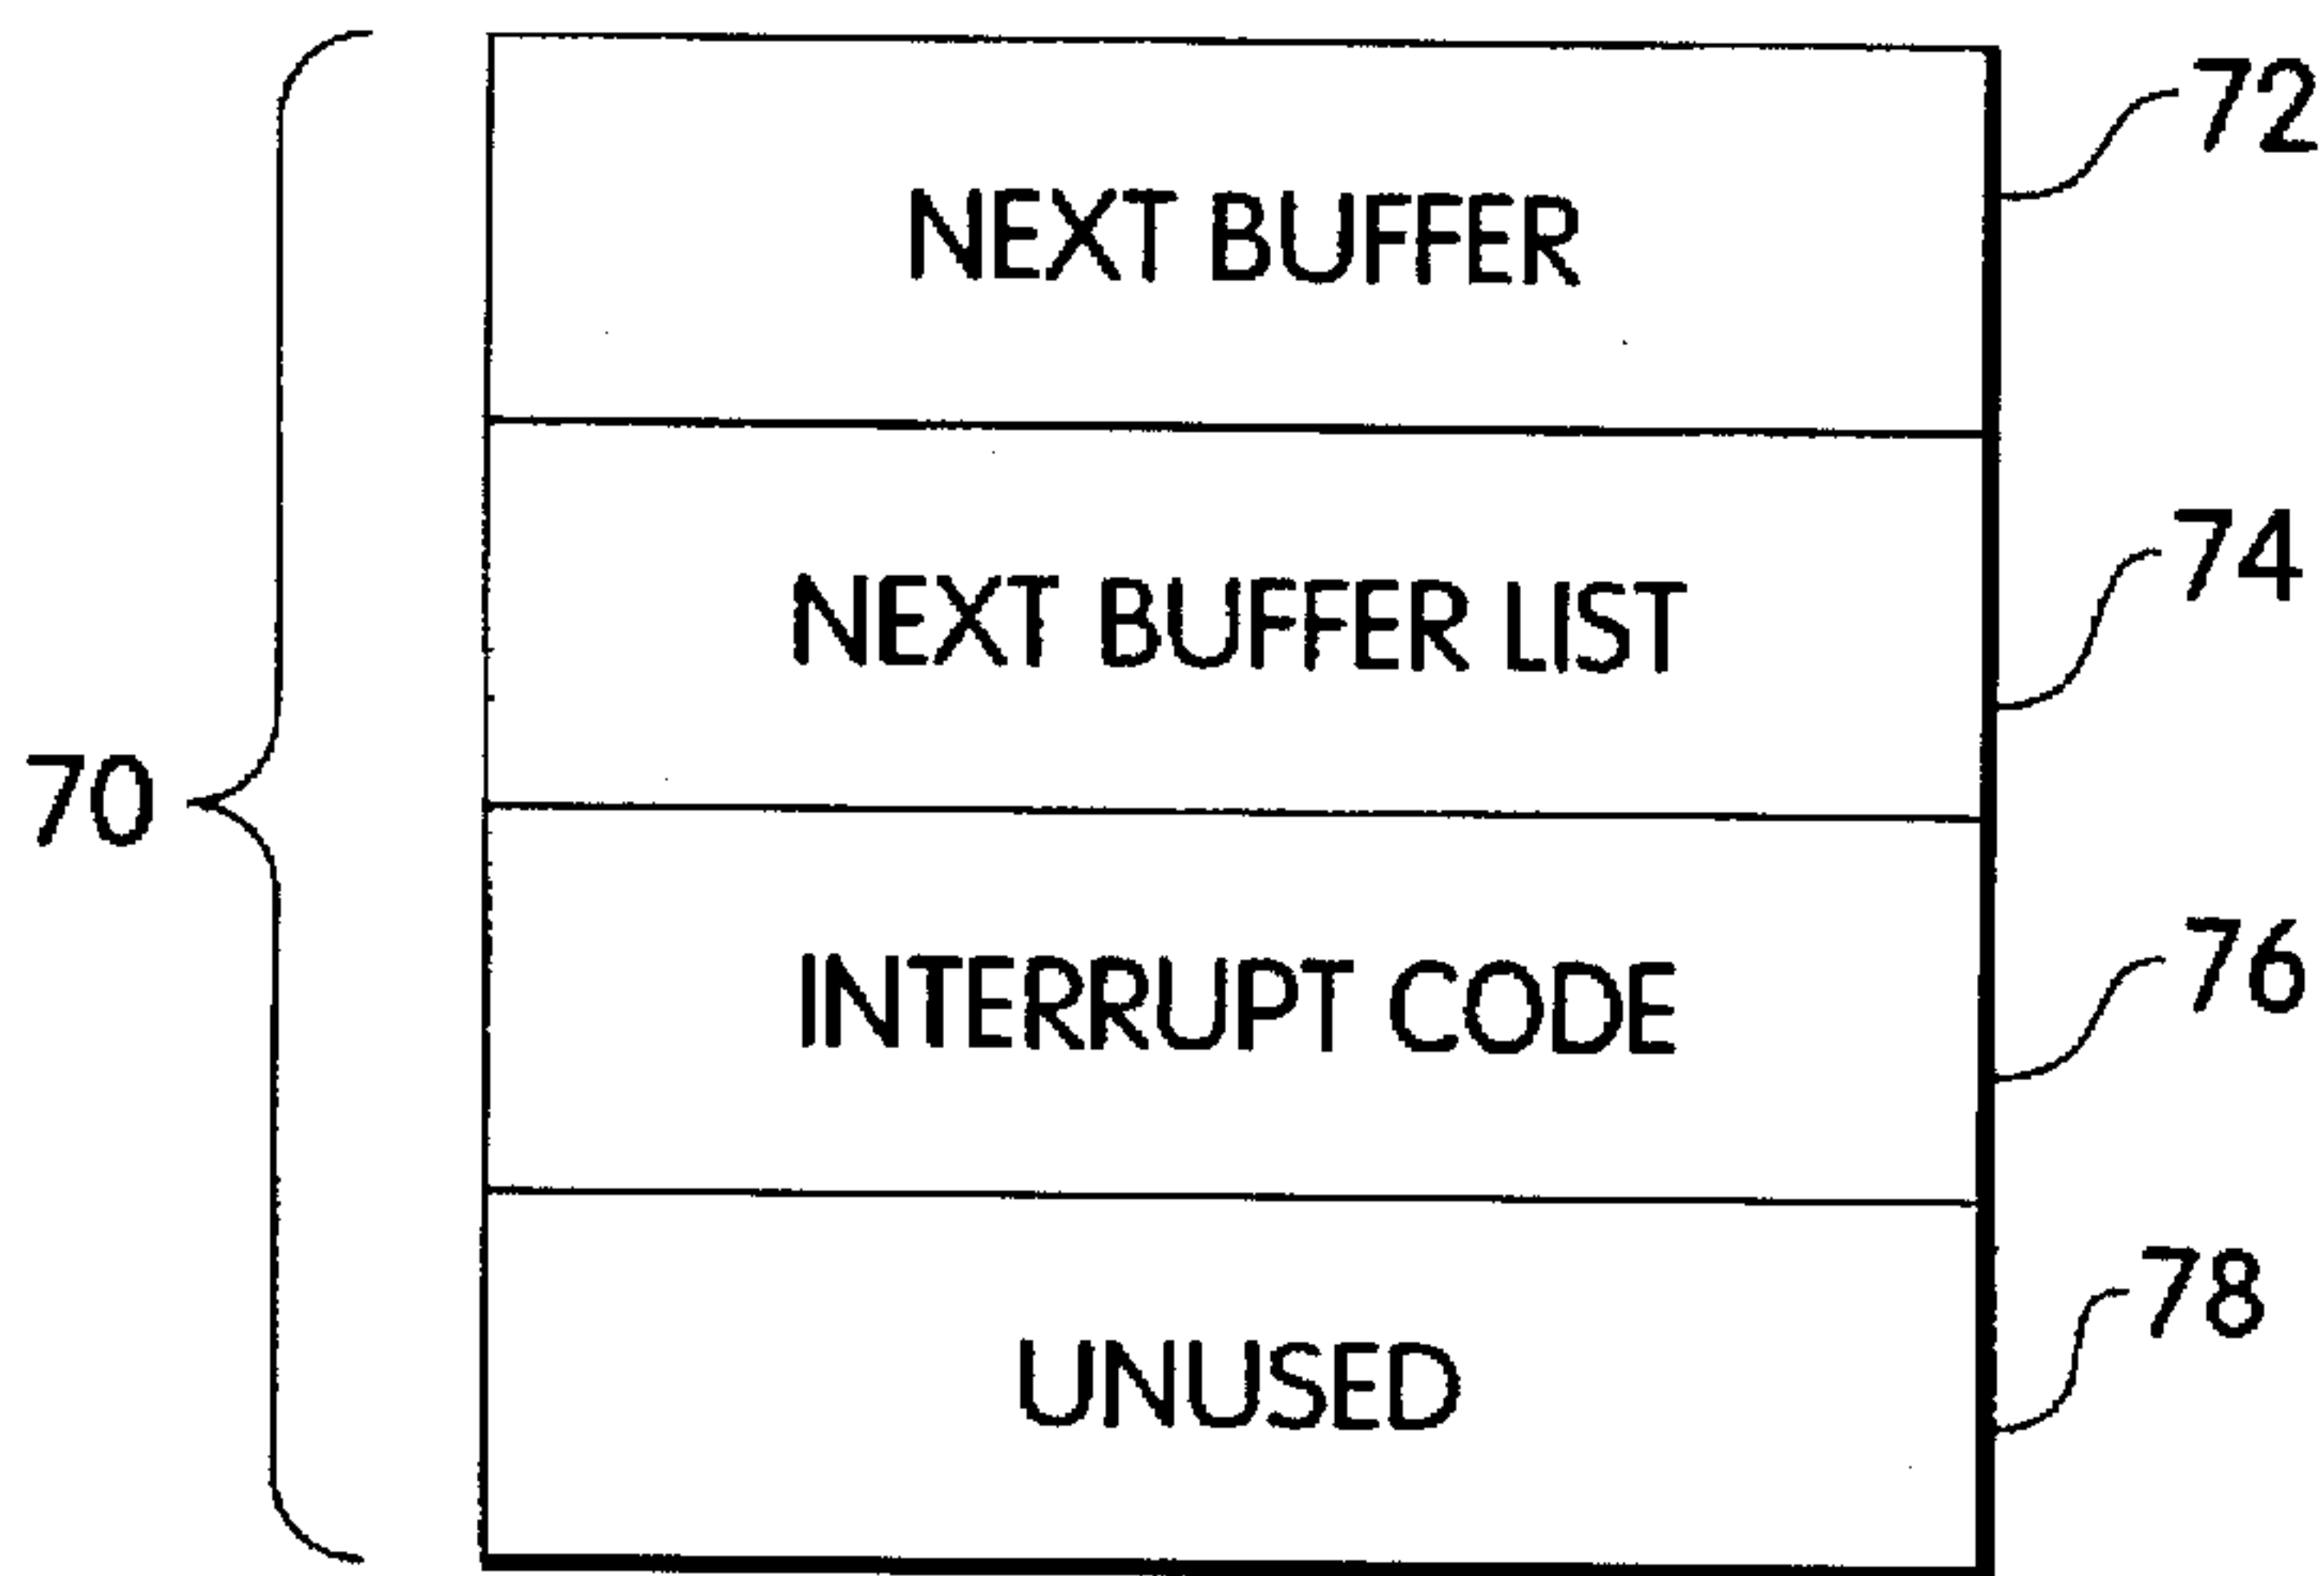 72
NEXT BUFFER
74
NEXT BUFFER LIST
70
76
INTERRUPT CODE
78
UNUSED